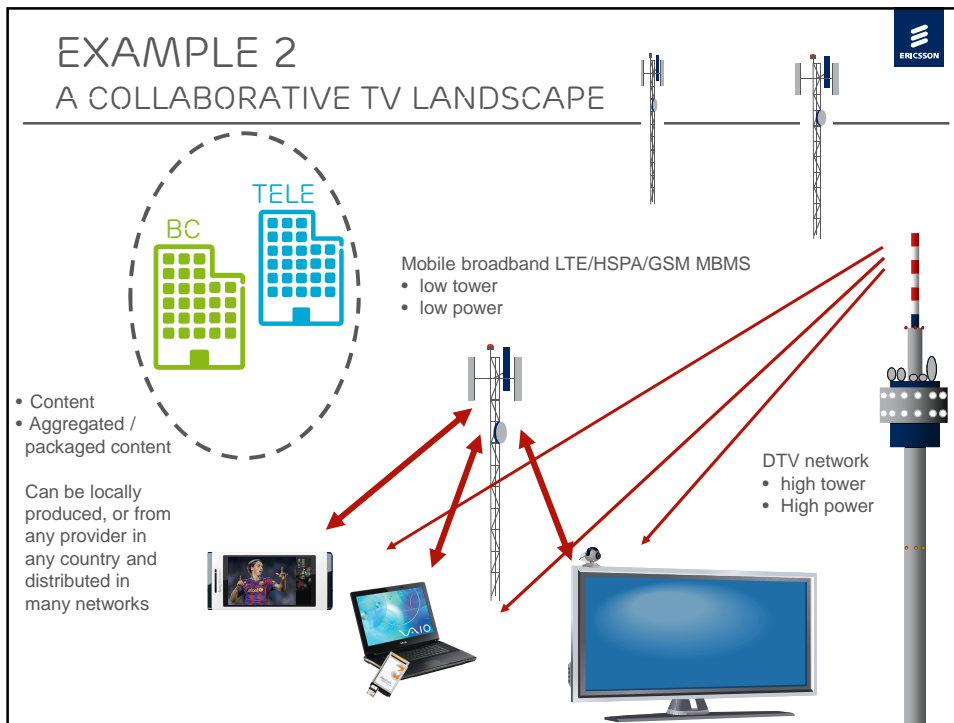 EXAMPLE 2
A COLLABORATIVE TV LANDSCAPE
ERICSSON
TELE
BC
Mobile broadband LTE/HSPA/GSM MBMS
• low tower
• low power
• Content
• Aggregated /
packaged content
DTV network
• high tower
• High power
Can be locally
produced, or from
any provider in
any country and
distributed in
many networks
VAIO